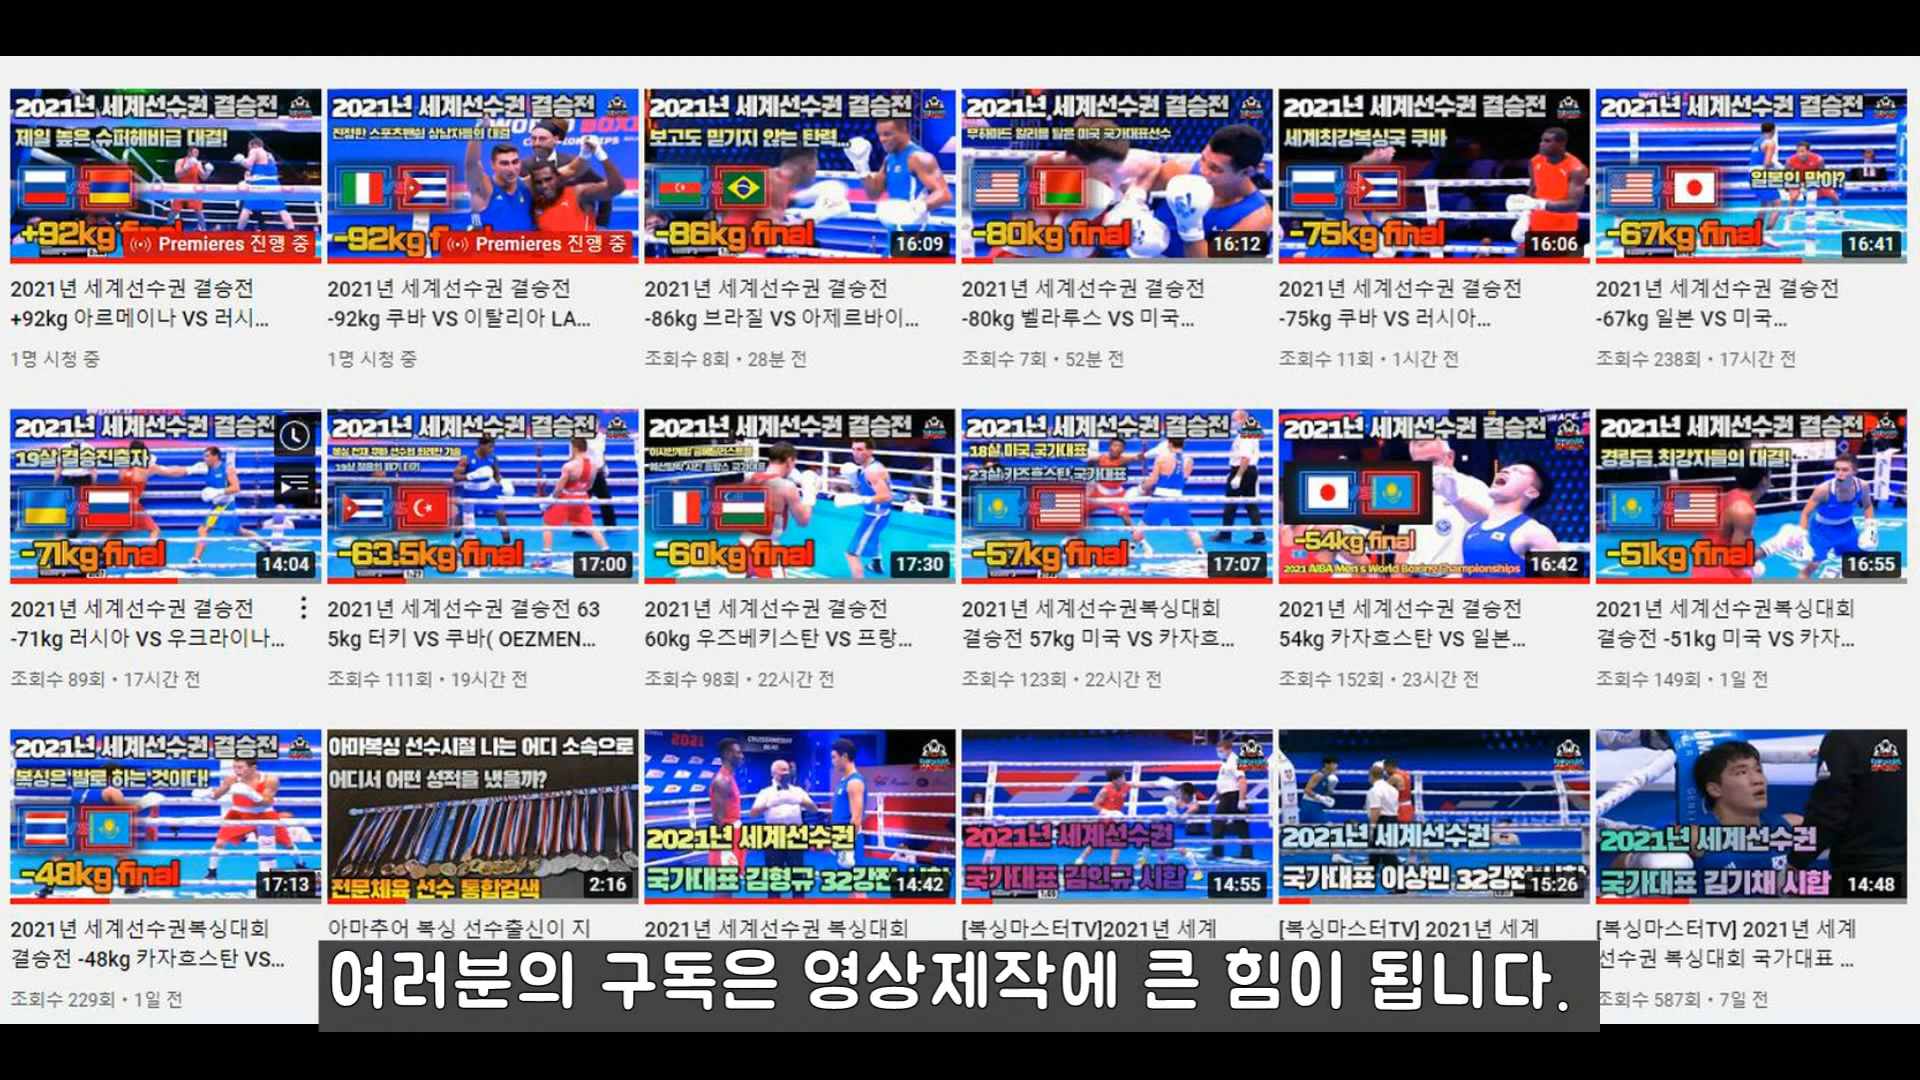 2021년 세계선수권 결승전
제일 높은 슈퍼헤비급 대결!
+92kg final
Premieres 진행 중
2021년 세계선수권 결승전
+92kg 아르메이나 VS 러시...
1명 시청 중
2021년 세계선수권 결승전
진정한 스포츠맨쉽 상남자들의 대결
-92kg f
Premieres 진행 중
2021년 세계선수권 결승전
-92kg 쿠바 VS 이탈리아 LA...
1명 시청 중
2021년 세계선수권 결승전
보고도 믿기지 않는 탄력...
-86kg final
16:09
2021년 세계선수권 결승전
-86kg 브라질 VS 아제르바이...
조회수 8회 • 28분 전
2021년 세계선수권 결승전
무하마드 알리를 닮은 미국 국가대표선수
-80kg final
16:12
2021년 세계선수권 결승전
-80kg 벨라루스 VS 미국...
조회수 7회 • 52분 전
2021년 세계선수권 결승전
세계최강복싱국 쿠바
-75kg final
16:06
2021년 세계선수권 결승전
-75kg 쿠바 VS 러시아...
조회수 11회 • 1시간 전
2021년 세계선수권 결승전
일본인 맞아?
-67kg final
16:41
2021년 세계선수권 결승전
-67kg 일본 VS 미국...
조회수 238회 • 17시간 전
2021년 세계선수권 결승전
19살 결승진출자
-71kg final
14:04
2021년 세계선수권 결승전
-71kg 러시아 VS 우크라이나...
조회수 89회 • 17시간 전
2021년 세계선수권 결승전
-63.5kg final
17:00
2021년 세계선수권 결승전 63
5kg 터키 VS 쿠바( OEZMEN...
조회수 111회 • 19시간 전
2021년 세계선수권 결승전
-60kg final
17:30
2021년 세계선수권 결승전
60kg 우즈베키스탄 VS 프랑...
조회수 98회 • 22시간 전
2021년 세계선수권 결승전
18살 미국 국가대표
23살 카즈흐스탄 국가대표
-57kg final
17:07
2021년 세계선수권복싱대회
결승전 57kg 미국 VS 카자흐...
조회수 123회 • 22시간 전
2021년 세계선수권 결승전
-54kg final
2021 AIBA Men's World Boxing Championships
16:42
2021년 세계선수권 결승전
54kg 카자흐스탄 VS 일본...
조회수 152회 • 23시간 전
2021년 세계선수권 결승전
경량급 최강자들의 대결!
-51kg final
16:55
2021년 세계선수권복싱대회
결승전 -51kg 미국 VS 카자...
조회수 149회 • 1일 전
2021년 세계선수권 결승전
복싱은 발로 하는 것이다!
-48kg final
17:13
2021년 세계선수권복싱대회
결승전 -48kg 카자흐스탄 VS...
조회수 229회 • 1일 전
아마복싱 선수시절 나는 어디 소속으로
어디서 어떤 성적을 냈을까?
전문체육 선수 통합검색
2:16
아마추어 복싱 선수출신이 지
2021년 세계선수권
국가대표 김형규 32강전 시합
14:42
2021년 세계선수권 복싱대회
2021년 세계선수권
국가대표 김인규 시합
14:55
[복싱마스터TV]2021년 세계
2021년 세계선수권
국가대표 이상민 32강전
15:26
[복싱마스터TV] 2021년 세계
2021년 세계선수권
국가대표 김기채 시합
14:48
[복싱마스터TV] 2021년 세계
선수권 복싱대회 국가대표 ...
조회수 587회 • 7일 전
여러분의 구독은 영상제작에 큰 힘이 됩니다.